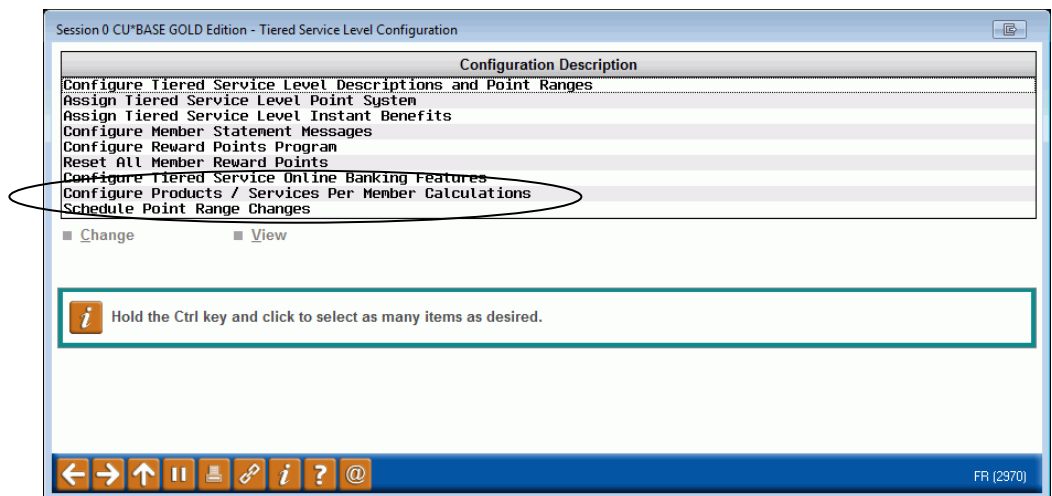 Session 0 CU*BASE GOLD Edition - Tiered Service Level Configuration
Configuration Description
Configure Tiered Service Level Descriptions and Point Ranges
Assign Tiered Service Level Point System
Assign Tiered Service Level Instant Benefits
Configure Member Statement Messages
Configure Reward Points Program
Reset All Member Reward Points
Configure Tiered Service Online Banking Features
Configure Products / Services Per Member Calculations
Schedule Point Range Changes
Change View
i Hold the Ctrl key and click to select as many items as desired.
i ? @ FR (2970)